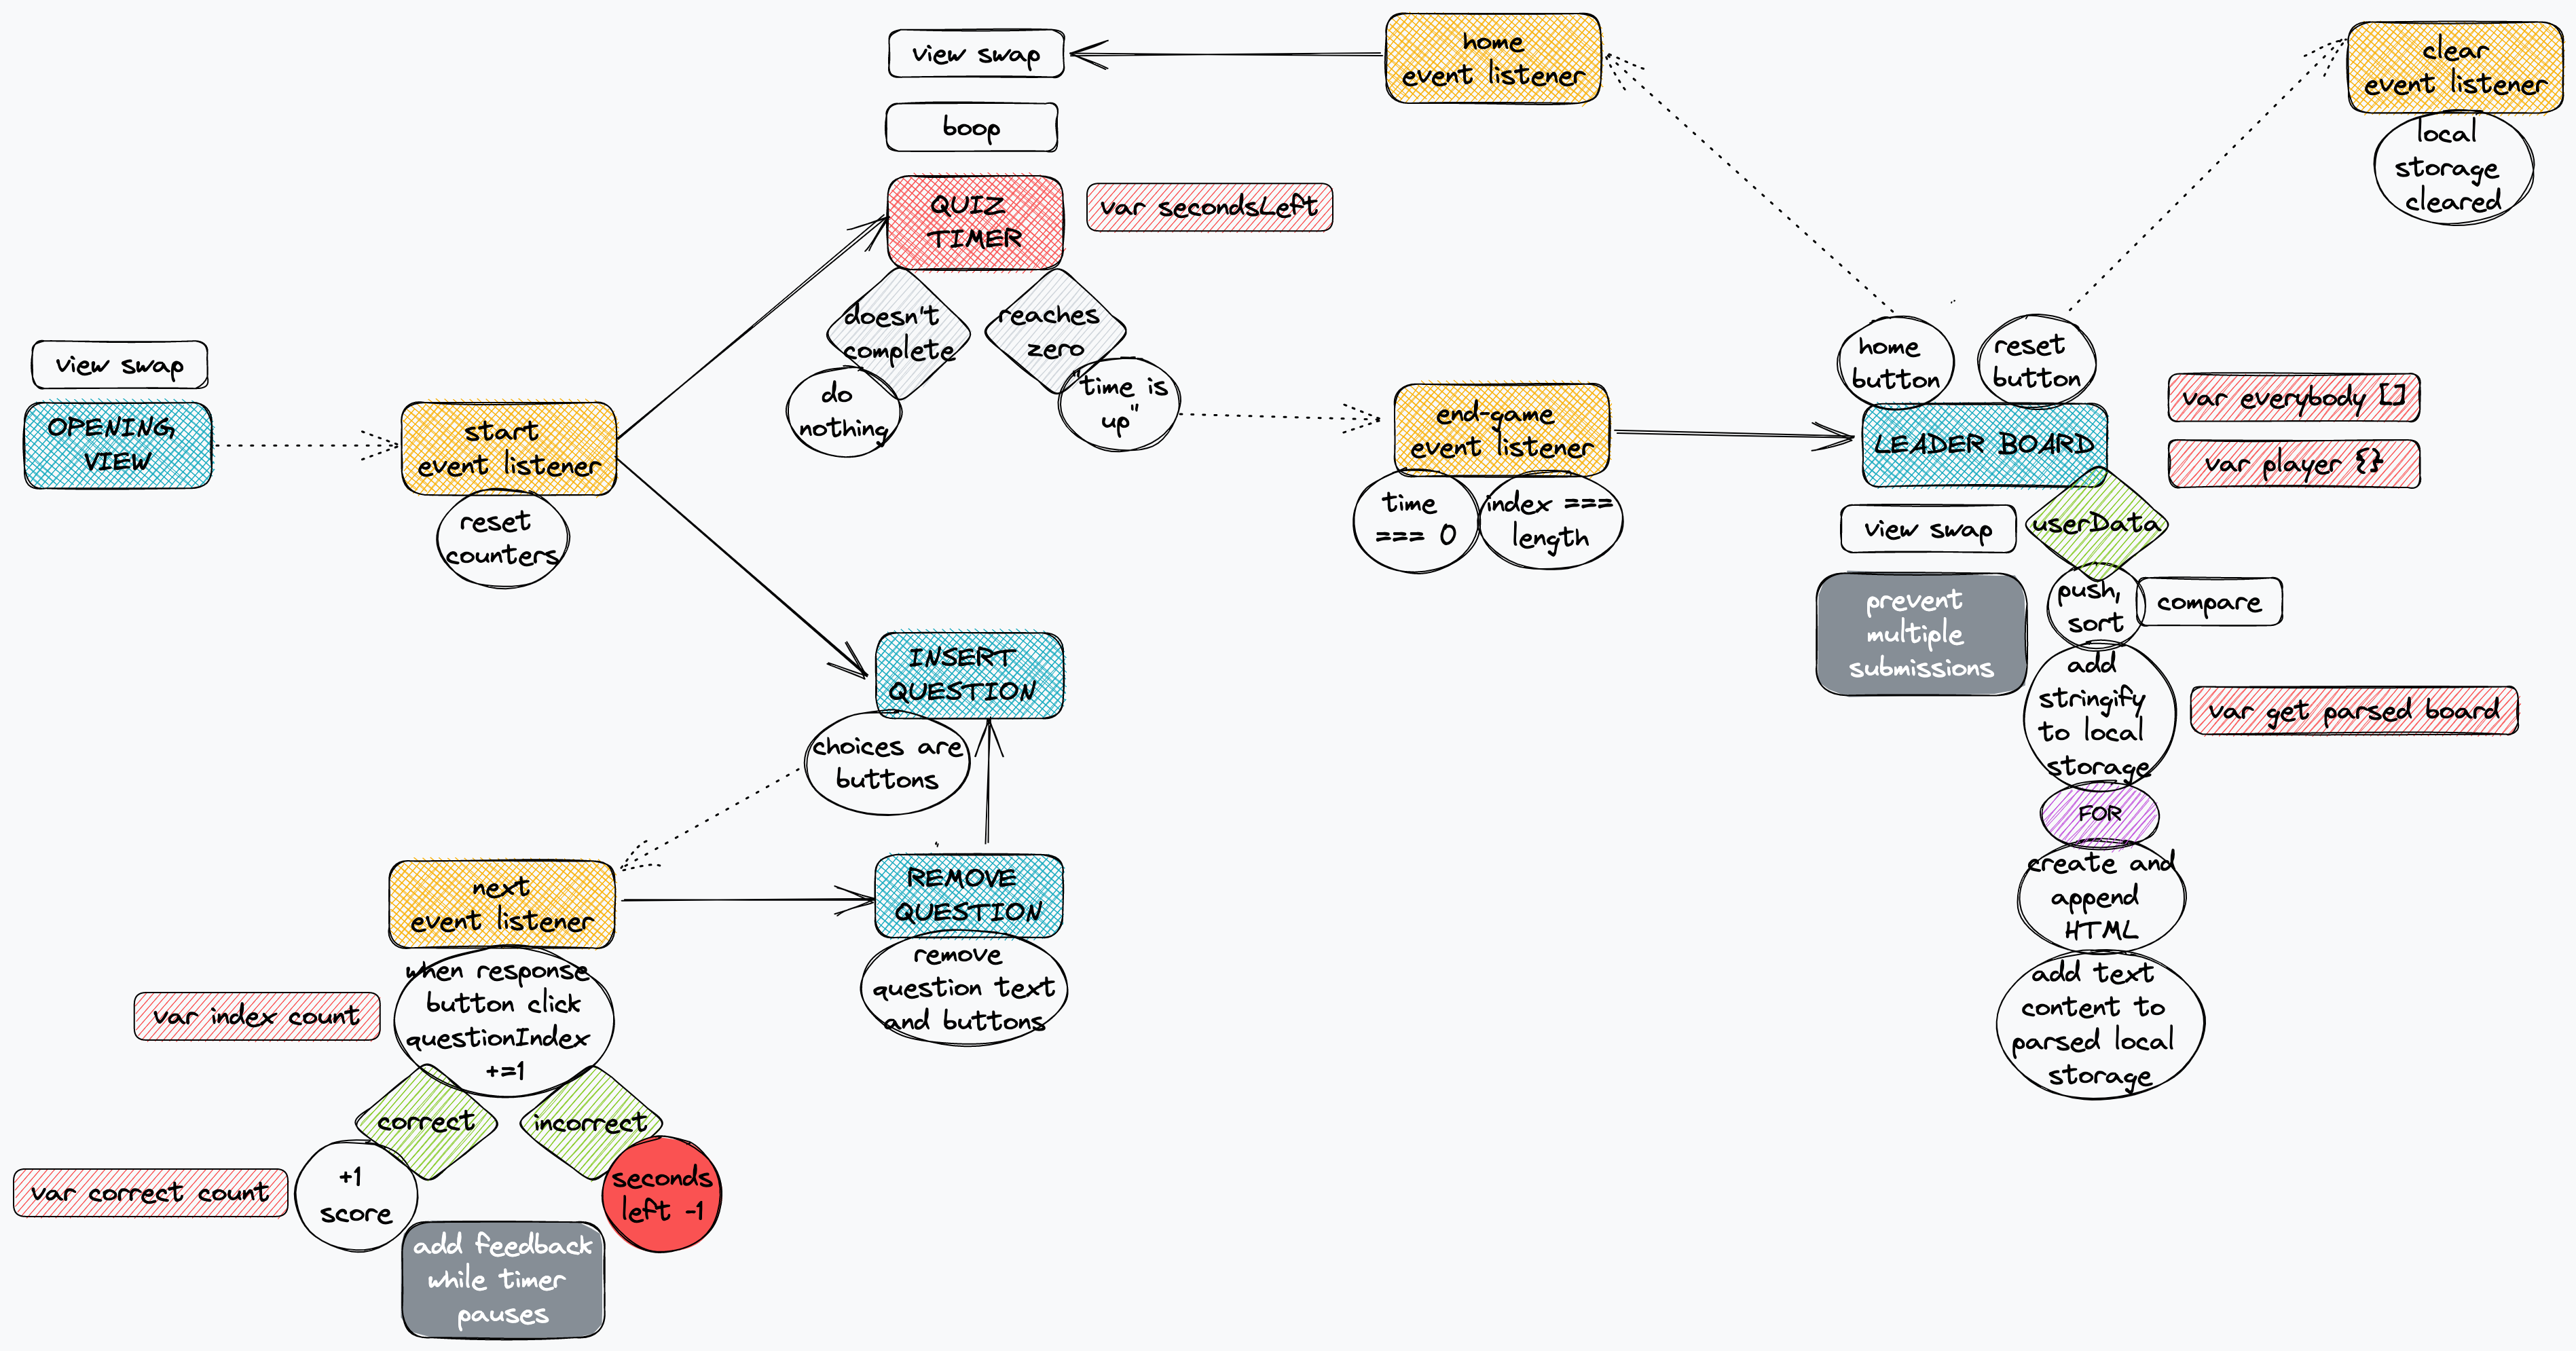 view swap
home
event listener
clear
event listener
local
storage
cleared
boop
QUIZ
TIMER
var secondsLeft
doesn't
complete
reaches
zero
do
nothing
"time is
up"
view swap
OPENING
VIEW
start
event listener
reset
counters
end-game
event listener
time
=== 0
index ===
length
home
button
reset
button
LEADER BOARD
var everybody []
var player {}
view swap
userData
prevent
multiple
submissions
push,
sort
compare
add
stringify
to local
storage
var get parsed board
FOR
create and
append
HTML
add text
content to
parsed local
storage
INSERT
QUESTION
choices are
buttons
next
event listener
REMOVE
QUESTION
remove
question text
and buttons
var index count
when response
button click
questionIndex
+=1
correct
incorrect
var correct count
+1
score
seconds
left -1
add feedback
while timer
pauses